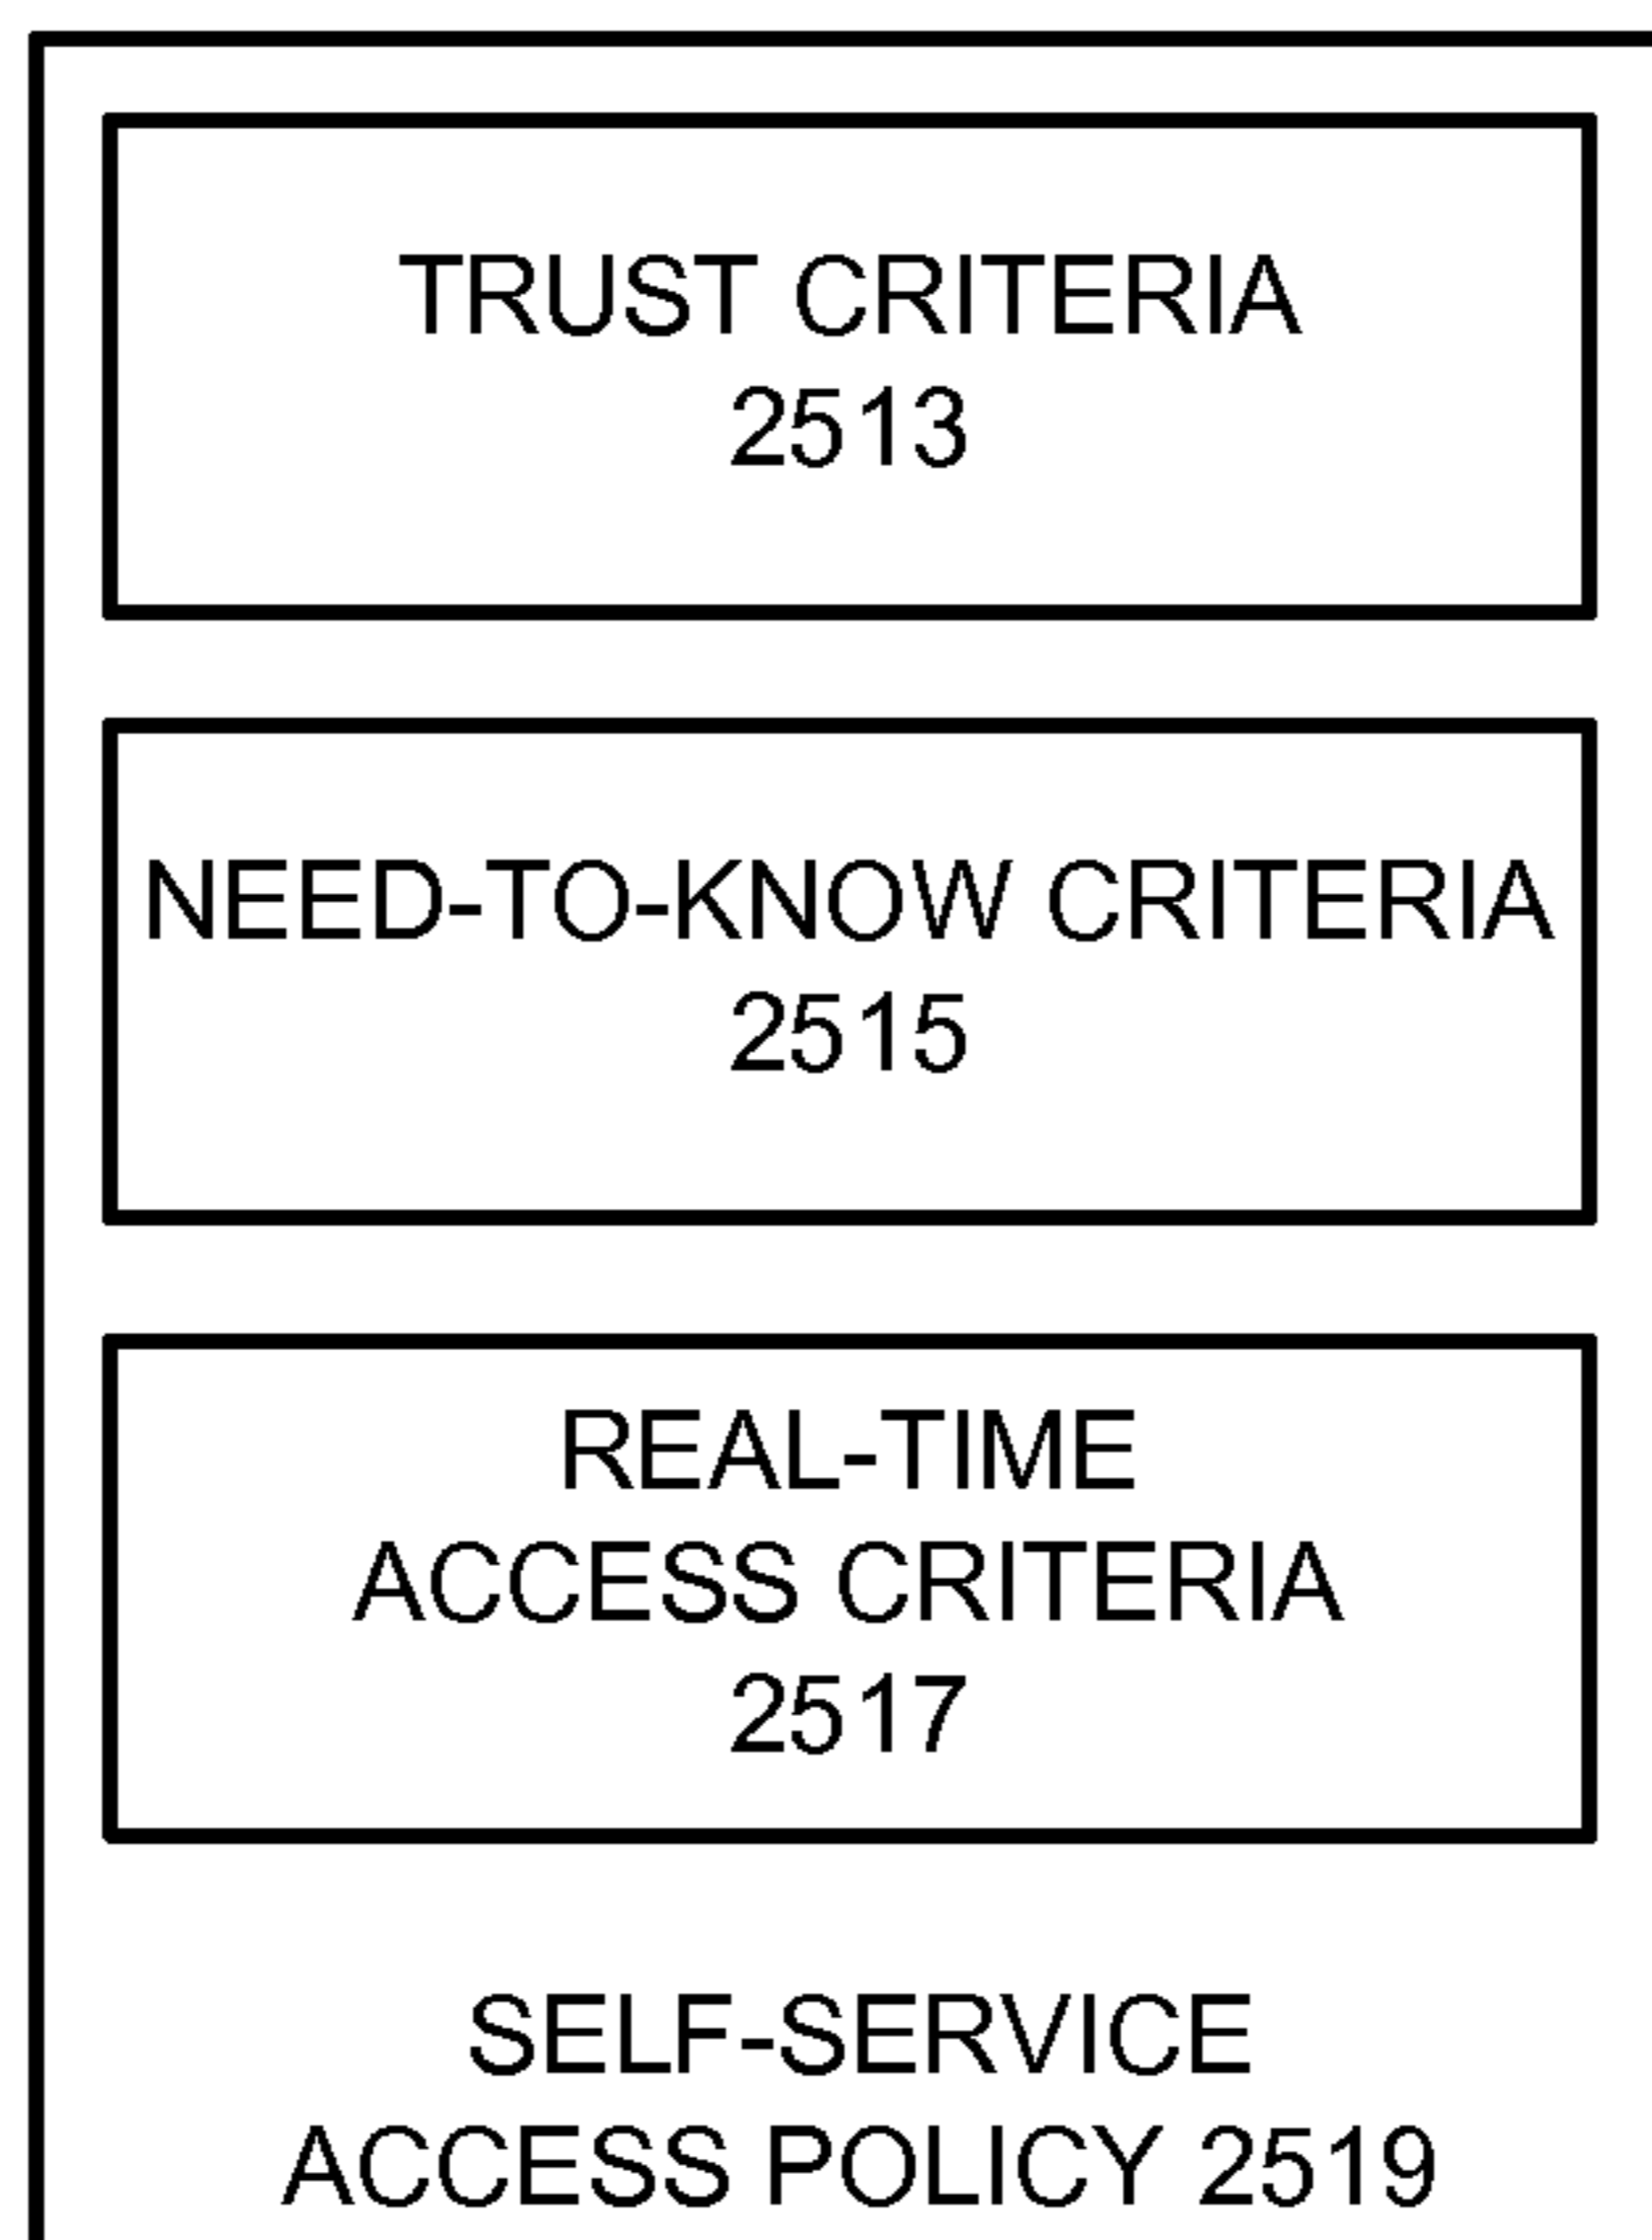 TRUST CRITERIA
2513
NEED-TO-KNOW CRITERIA
2515
REAL-TIME
ACCESS CRITERIA
2517
SELF-SERVICE
ACCESS POLICY 2519